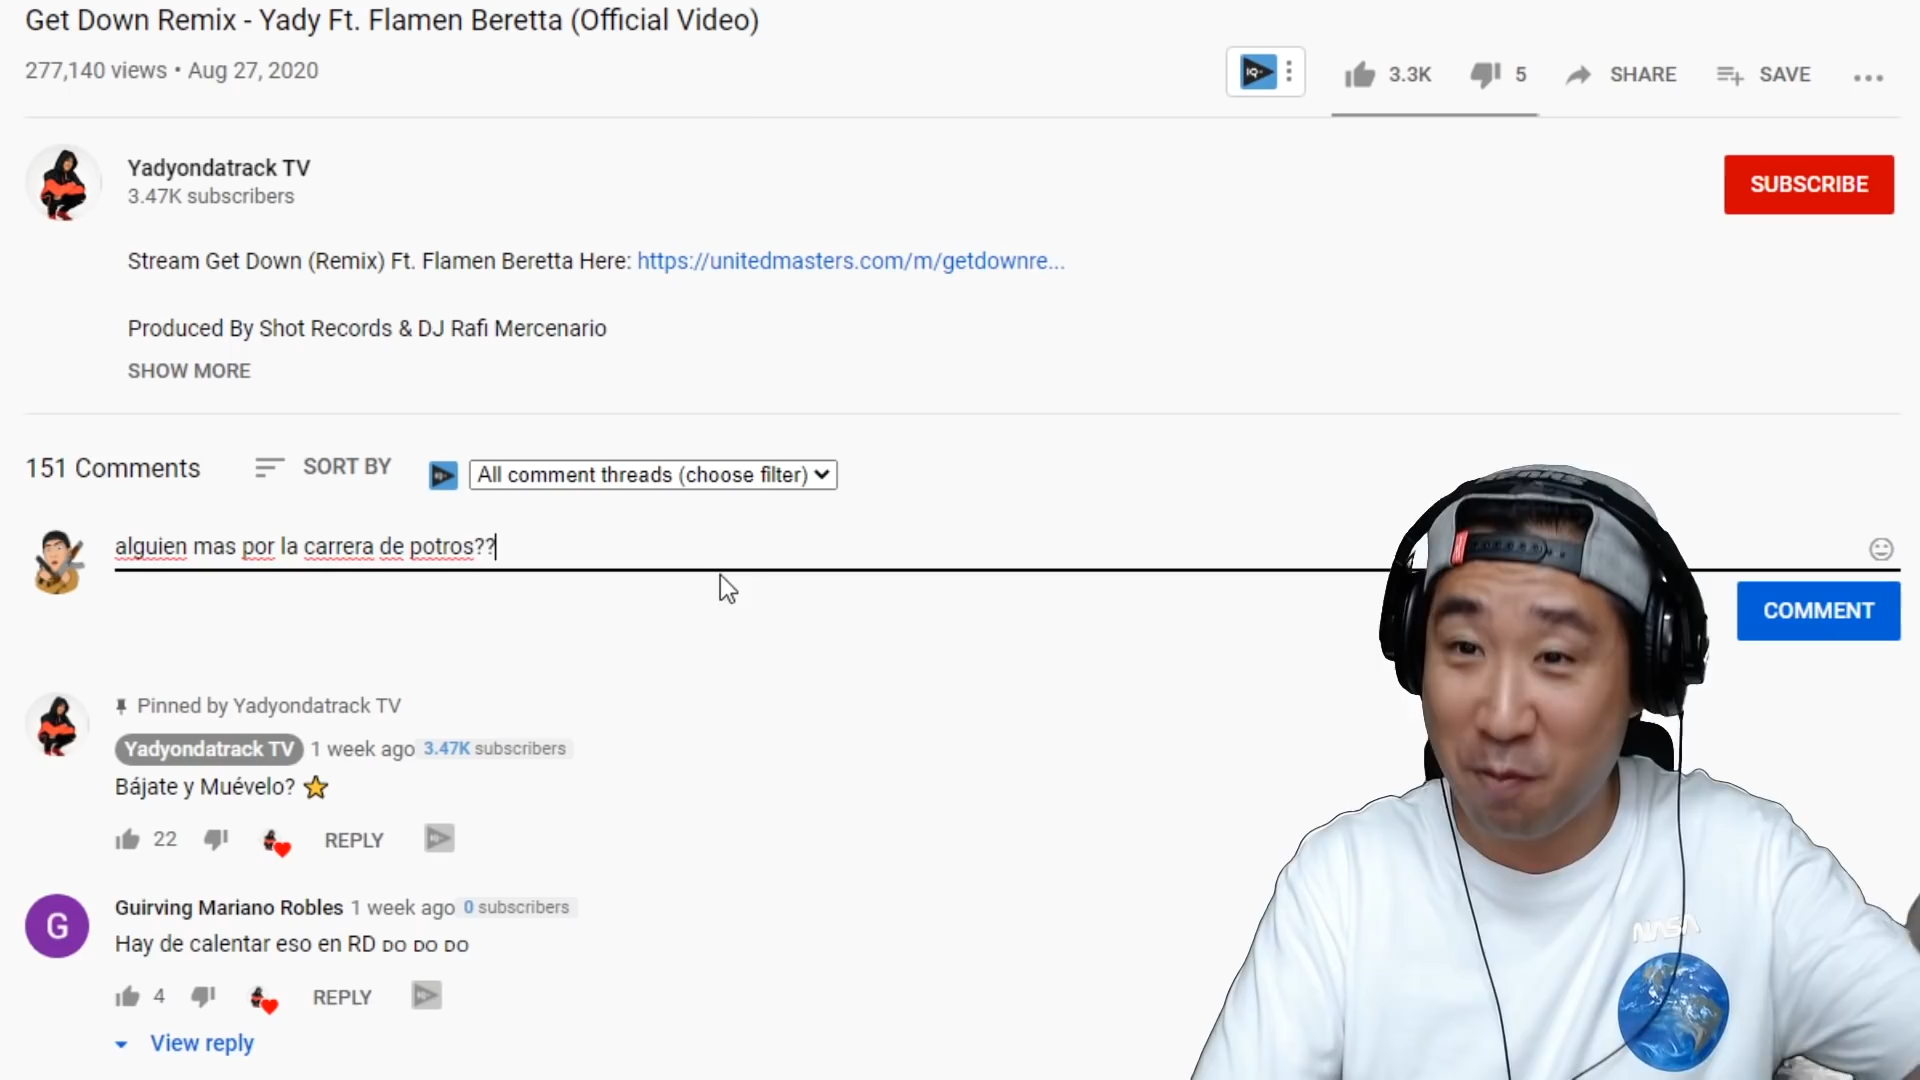 Get Down Remix - Yady Ft. Flamen Beretta (Official Video)
277,140 views • Aug 27, 2020
3.3K 5 SHARE SAVE
Yadyondatrack TV
3.47K subscribers
SUBSCRIBE
Stream Get Down (Remix) Ft. Flamen Beretta Here: https://unitedmasters.com/m/getdownre...
Produced By Shot Records & DJ Rafi Mercenario
SHOW MORE
151 Comments SORT BY All comment threads (choose filter)
alguien mas por la carrera de potros??
COMMENT
Pinned by Yadyondatrack TV
Yadyondatrack TV 1 week ago 3.47K subscribers
Bájate y Muévelo? ⭐
22 REPLY
G
Guirving Mariano Robles 1 week ago 0 subscribers
Hay de calentar eso en RD ᴅᴏ ᴅᴏ ᴅᴏ
4 REPLY
View reply
NASA